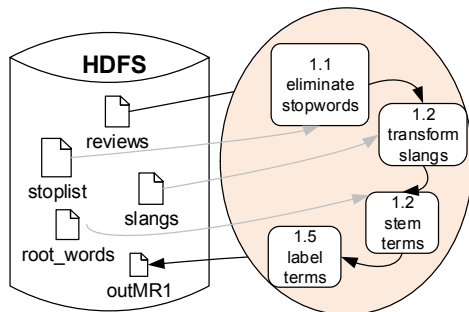 HDFS
reviews
stoplist
slangs
root_words
outMR1
1.1
eliminate
stopwords
1.2
transform
slangs
1.2
stem
terms
1.5
label
terms